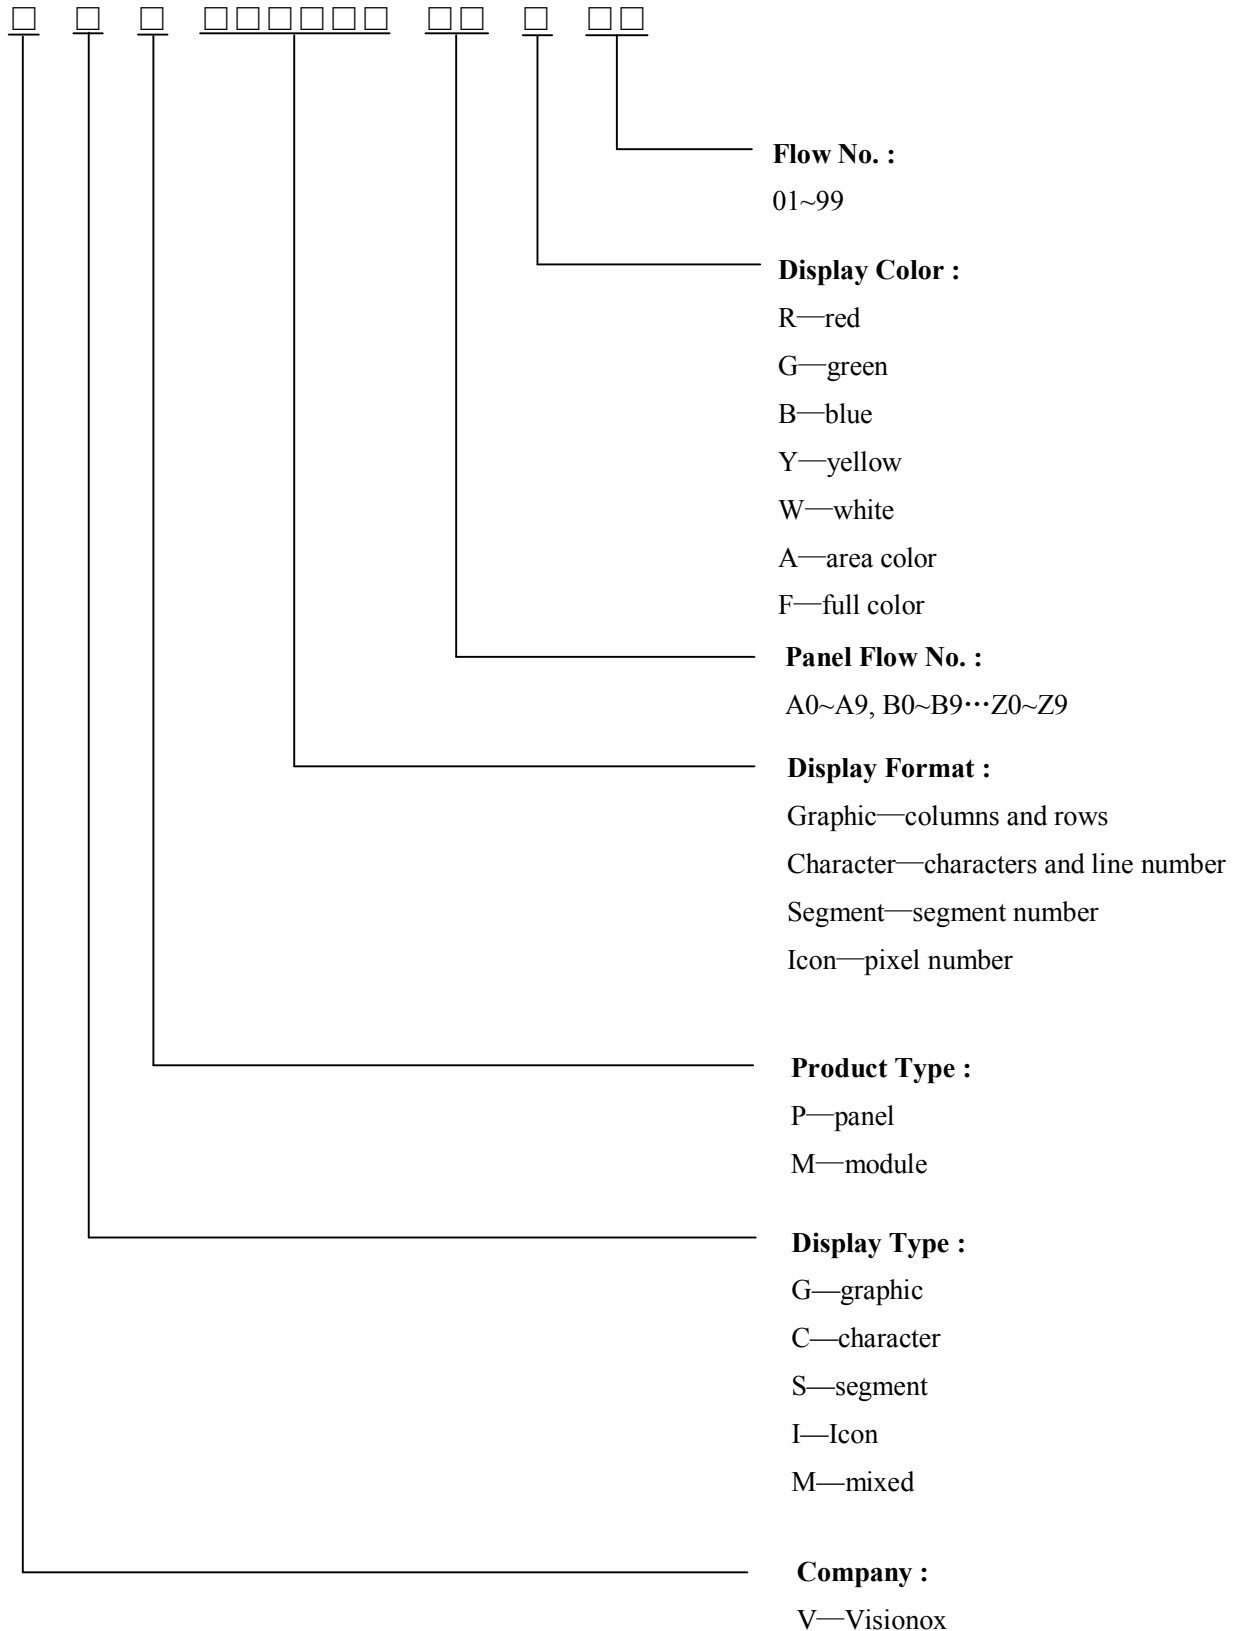 □ □ □ □□□□□□ □□ □ □□
Flow No. :
01~99
Display Color :
R—red
G—green
B—blue
Y—yellow
W—white
A—area color
F—full color
Panel Flow No. :
A0~A9, B0~B9⋯Z0~Z9
Display Format :
Graphic—columns and rows
Character—characters and line number
Segment—segment number
Icon—pixel number
Product Type :
P—panel
M—module
Display Type :
G—graphic
C—character
S—segment
I—Icon
M—mixed
Company :
V—Visionox